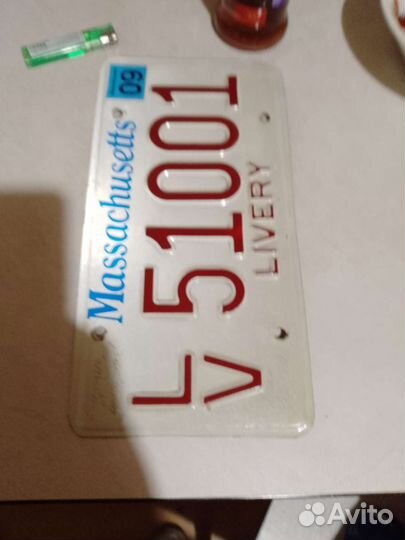 Massachusetts 09
LV 51001
LIVERY
Avito